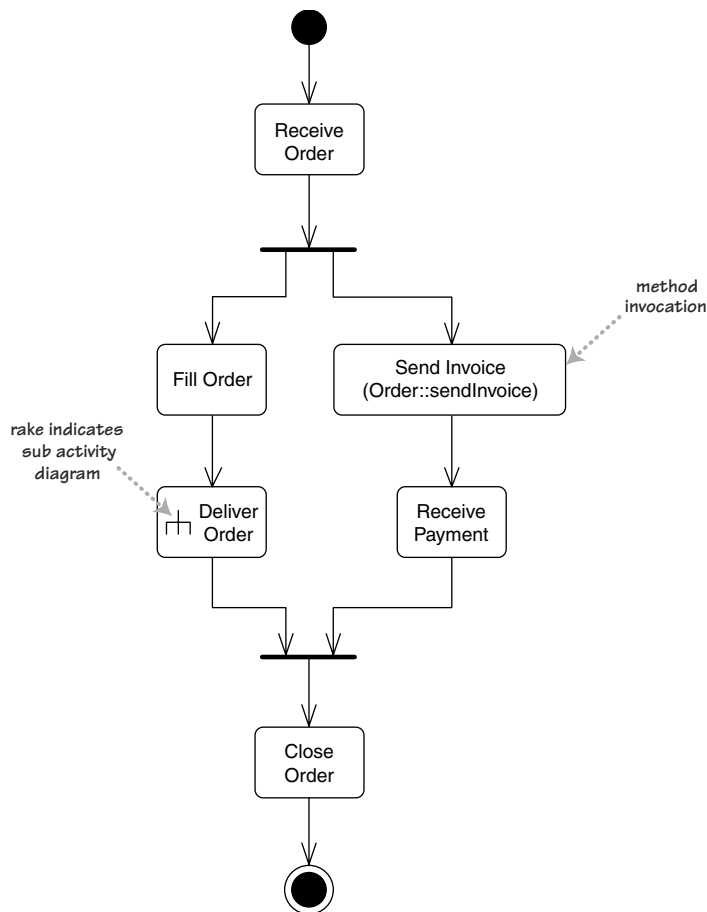 Receive
Order
method
invocation
Fill Order
Send Invoice
(Order::sendInvoice)
rake indicates
sub activity
diagram
Deliver
Order
Receive
Payment
Close
Order